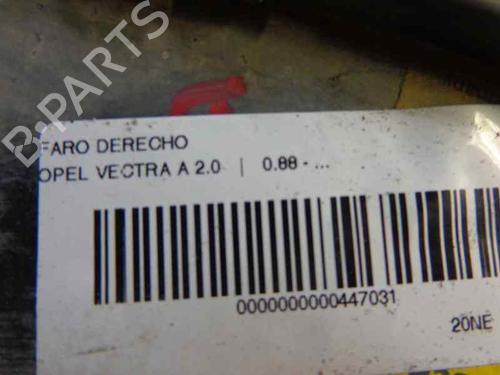 B-PARTS
FARO DERECHO
OPEL VECTRA A 2.0 | 0.88 - ...
0000000000447031
20NE